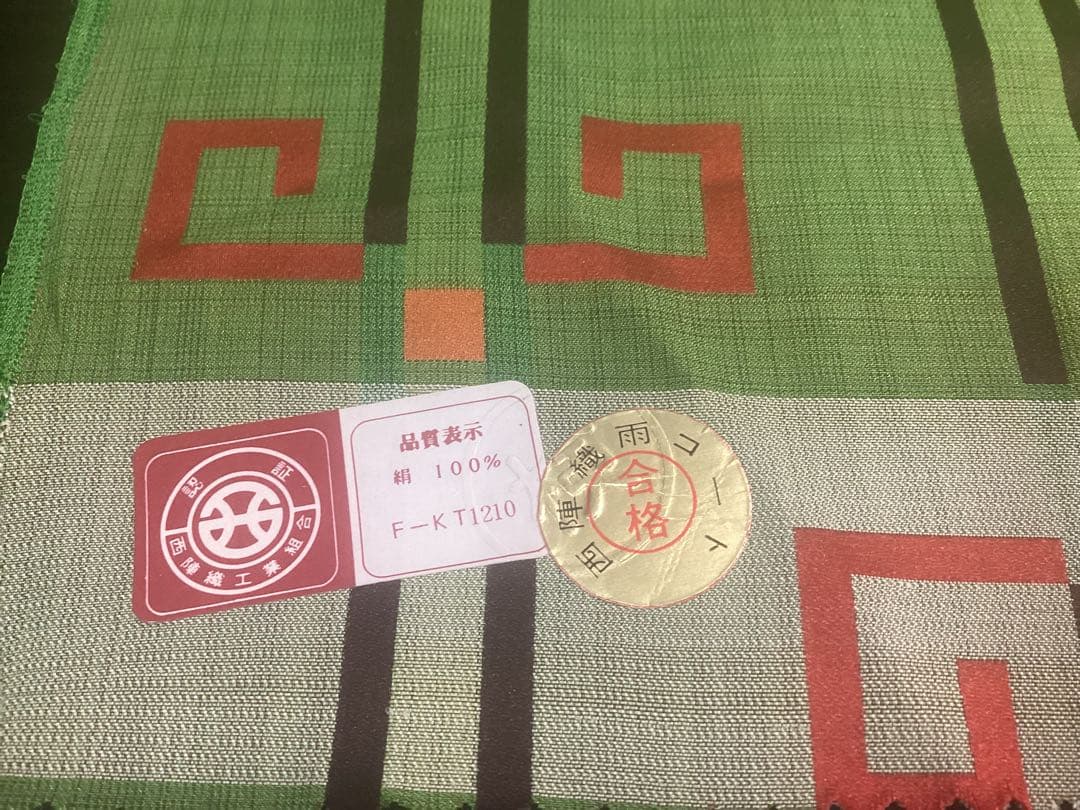 認証
西陣織工業組合
品質表示
絹 100%
F-KT1210
西陣織雨コート
合格